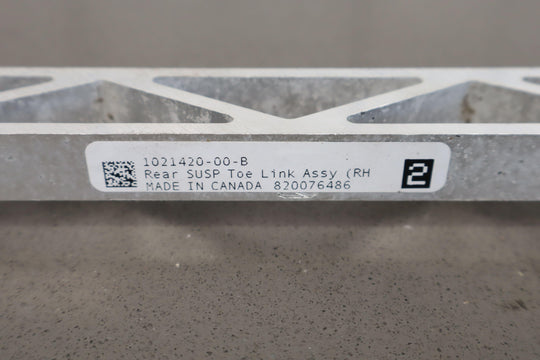 1021420-00-B
Rear SUSP Toe Link Assy (RH
MADE IN CANADA 820076486
2